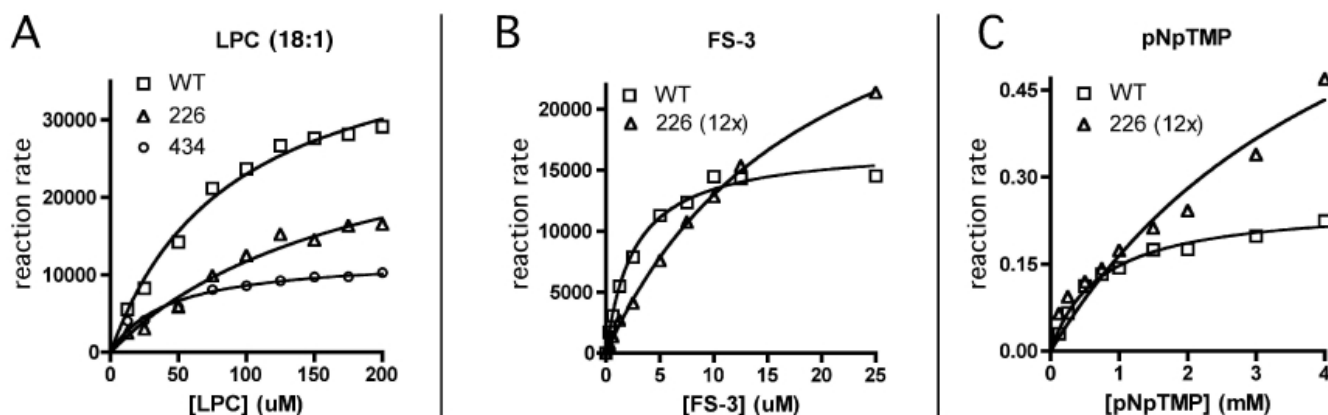 A
LPC (18:1)
WT
226
434
30000
20000
10000
0
reaction rate
0
50
100
150
200
[LPC] (uM)
B
FS-3
WT
226 (12x)
20000
15000
10000
5000
0
reaction rate
0
5
10
15
20
25
[FS-3] (uM)
C
pNpTMP
WT
226 (12x)
0.45
0.30
0.15
0.00
reaction rate
0
1
2
3
4
[pNpTMP] (mM)